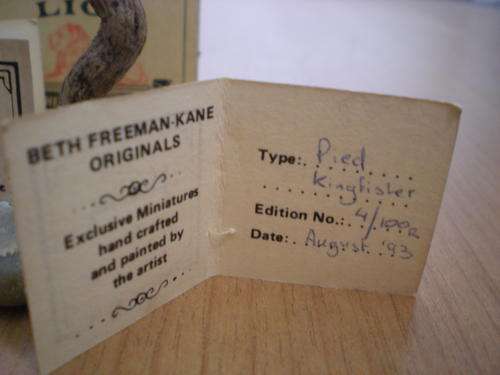 BETH FREEMAN-KANE
ORIGINALS
Exclusive Miniatures
hand crafted
and painted by
the artist
Type: Pied
Kingfisher
Edition No.: 4/100
Date: August '93